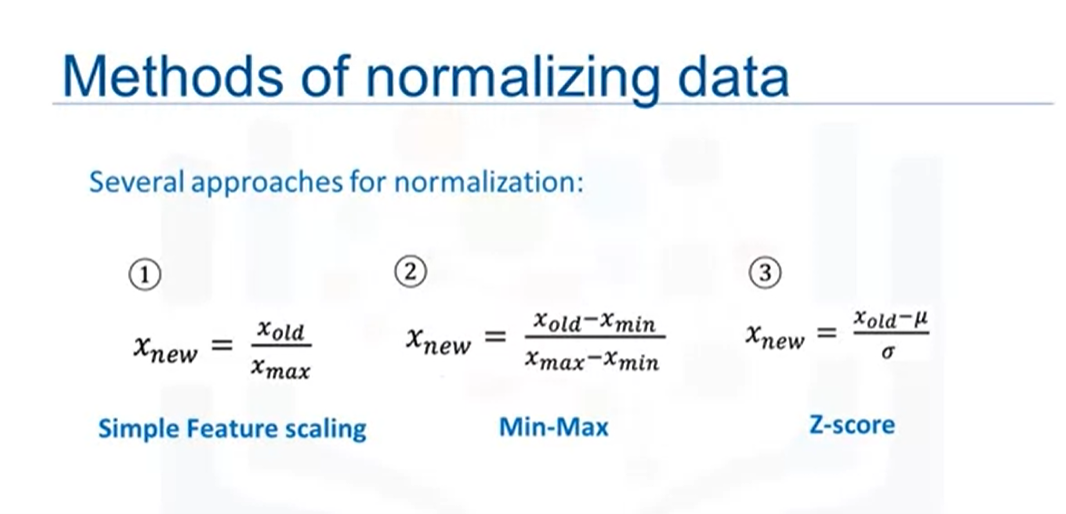 Methods of normalizing data
Several approaches for normalization:
① ② ③
x_new = x_old / x_max
x_new = (x_old − x_min) / (x_max − x_min)
x_new = (x_old − μ) / σ
Simple Feature scaling
Min-Max
Z-score